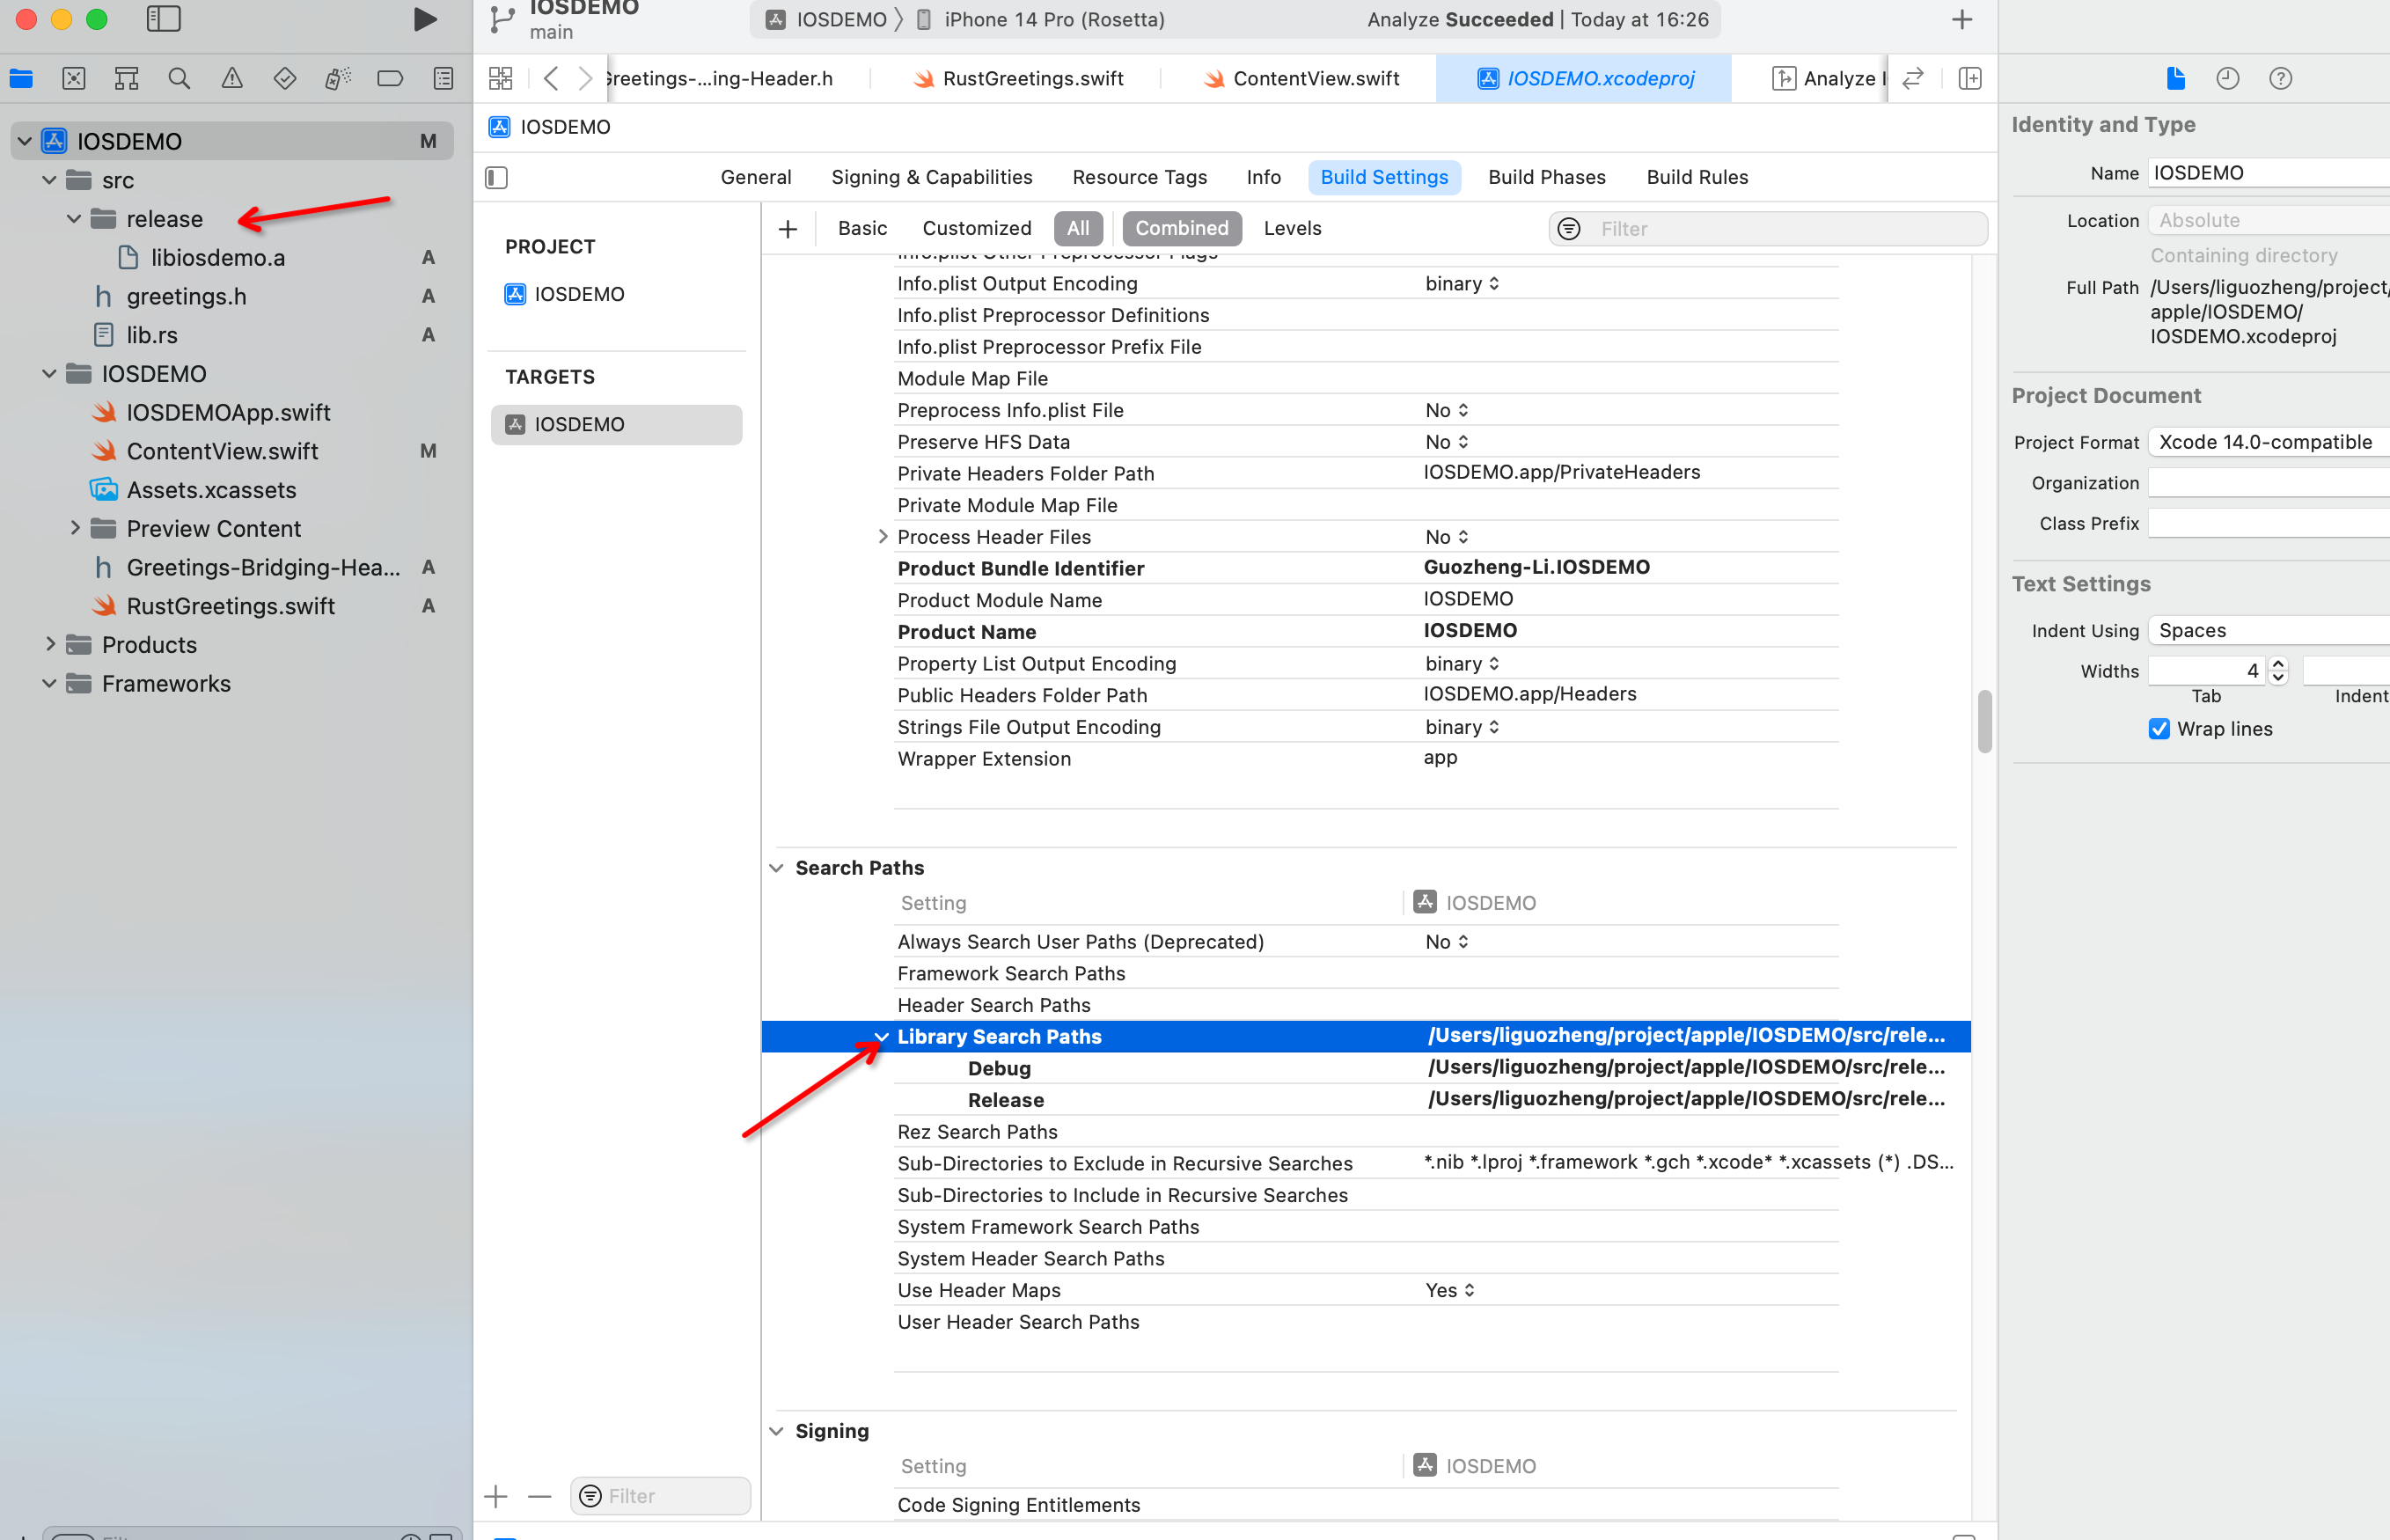 IOSDEMO
main
IOSDEMO
iPhone 14 Pro (Rosetta)
Analyze Succeeded | Today at 16:26
Greetings-...ing-Header.h
RustGreetings.swift
ContentView.swift
IOSDEMO.xcodeproj
Analyze
IOSDEMO M
src
release
libiosdemo.a A
greetings.h A
lib.rs A
IOSDEMO
IOSDEMOApp.swift
ContentView.swift M
Assets.xcassets
Preview Content
Greetings-Bridging-Hea... A
RustGreetings.swift A
Products
Frameworks
IOSDEMO
General
Signing & Capabilities
Resource Tags
Info
Build Settings
Build Phases
Build Rules
PROJECT
IOSDEMO
TARGETS
IOSDEMO
Filter
Basic
Customized
All
Combined
Levels
Filter
Info.plist Other Preprocessor Flags
Info.plist Output Encoding binary
Info.plist Preprocessor Definitions
Info.plist Preprocessor Prefix File
Module Map File
Preprocess Info.plist File No
Preserve HFS Data No
Private Headers Folder Path IOSDEMO.app/PrivateHeaders
Private Module Map File
Process Header Files No
Product Bundle Identifier Guozheng-Li.IOSDEMO
Product Module Name IOSDEMO
Product Name IOSDEMO
Property List Output Encoding binary
Public Headers Folder Path IOSDEMO.app/Headers
Strings File Output Encoding binary
Wrapper Extension app
Search Paths
Setting IOSDEMO
Always Search User Paths (Deprecated) No
Framework Search Paths
Header Search Paths
Library Search Paths /Users/liguozheng/project/apple/IOSDEMO/src/rele...
Debug /Users/liguozheng/project/apple/IOSDEMO/src/rele...
Release /Users/liguozheng/project/apple/IOSDEMO/src/rele...
Rez Search Paths
Sub-Directories to Exclude in Recursive Searches *.nib *.lproj *.framework *.gch *.xcode* *.xcassets (*) .DS...
Sub-Directories to Include in Recursive Searches
System Framework Search Paths
System Header Search Paths
Use Header Maps Yes
User Header Search Paths
Signing
Setting IOSDEMO
Code Signing Entitlements
Identity and Type
Name IOSDEMO
Location Absolute
Containing directory
Full Path /Users/liguozheng/project/
apple/IOSDEMO/
IOSDEMO.xcodeproj
Project Document
Project Format Xcode 14.0-compatible
Organization
Class Prefix
Text Settings
Indent Using Spaces
Widths 4
Tab Indent
Wrap lines